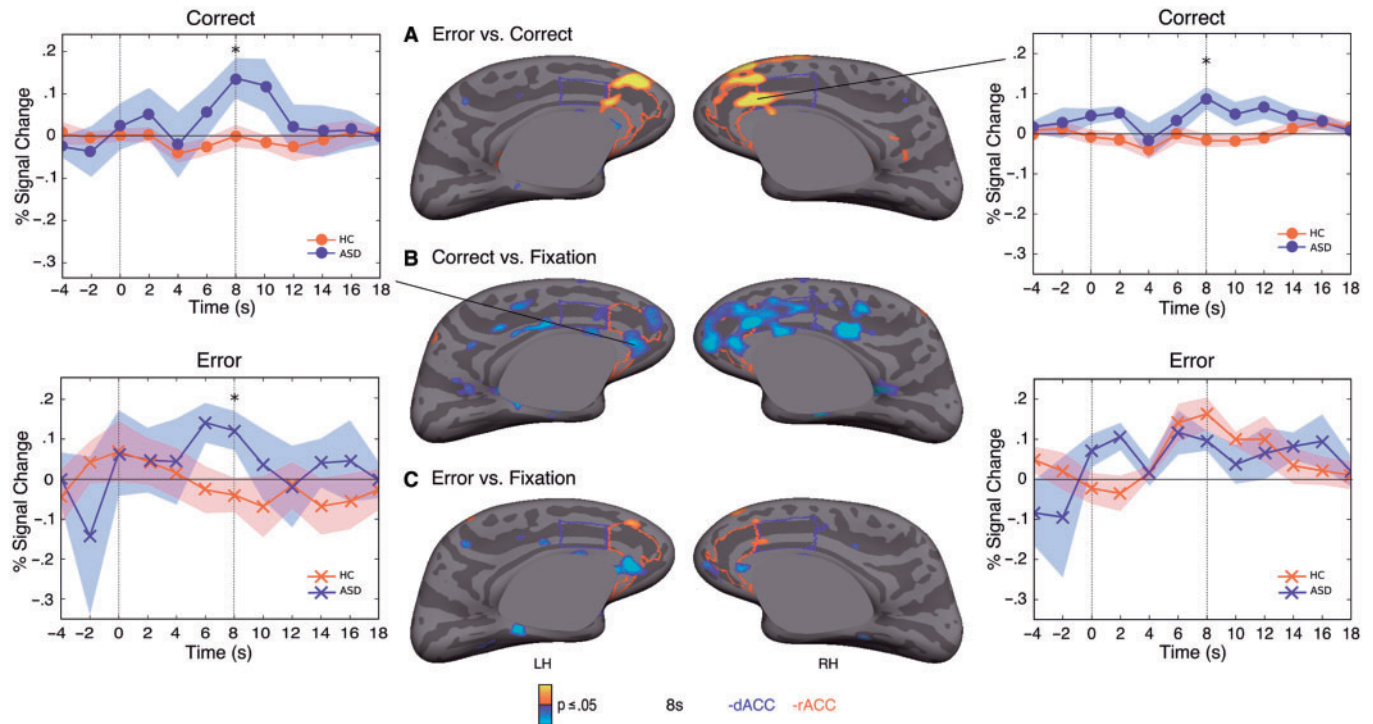 Correct
% Signal Change
.2
.1
0
-.1
-.2
-.3
*
HC
ASD
-4 -2 0 2 4 6 8 10 12 14 16 18
Time (s)
Error
% Signal Change
.2
.1
0
-.1
-.2
-.3
*
HC
ASD
-4 -2 0 2 4 6 8 10 12 14 16 18
Time (s)
A Error vs. Correct
B Correct vs. Fixation
C Error vs. Fixation
LH RH
p ≤.05 8s -dACC -rACC
Correct
% Signal Change
.2
.1
0
-.1
-.2
-.3
*
HC
ASD
-4 -2 0 2 4 6 8 10 12 14 16 18
Time (s)
Error
% Signal Change
.2
.1
0
-.1
-.2
-.3
HC
ASD
-4 -2 0 2 4 6 8 10 12 14 16 18
Time (s)